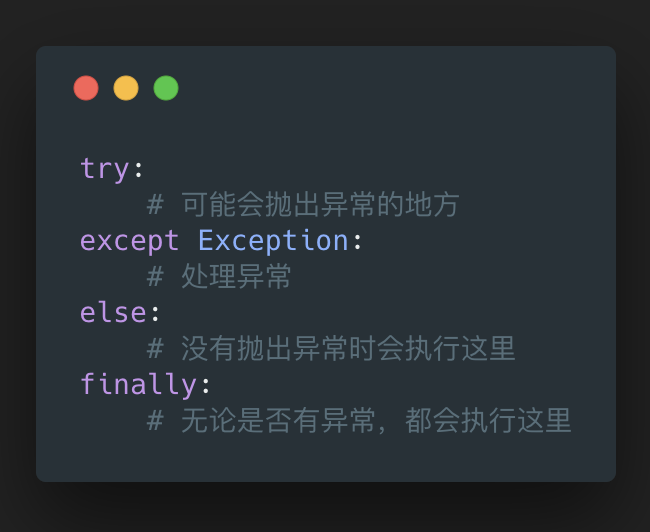 try:
    # 可能会抛出异常的地方
except Exception:
    # 处理异常
else:
    # 没有抛出异常时会执行这里
finally:
    # 无论是否有异常，都会执行这里